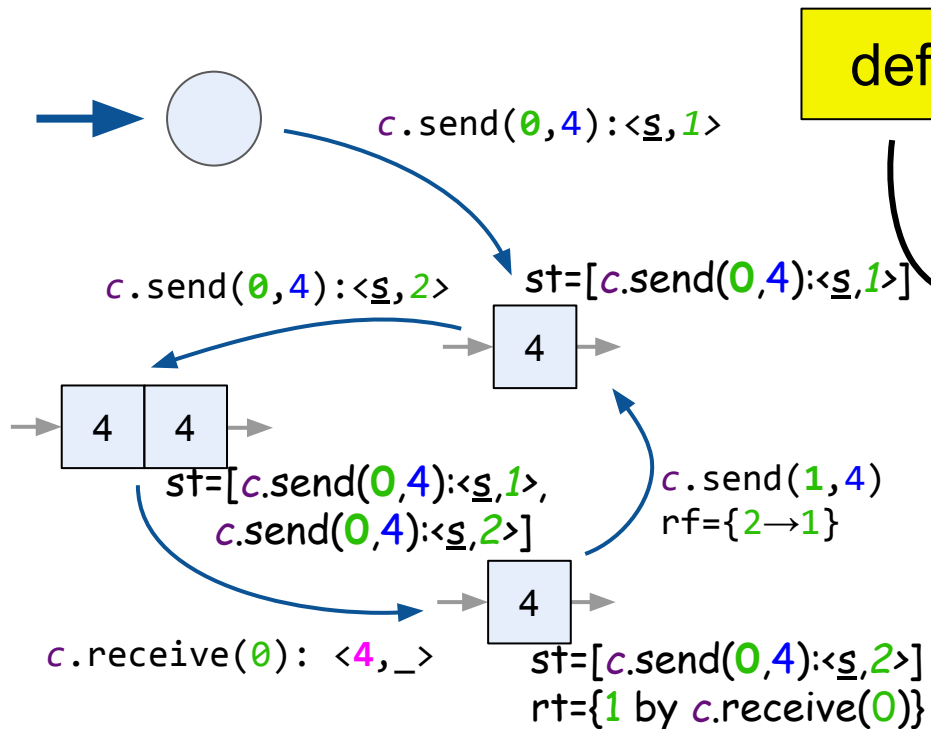 def
c.send(0,4):<s,1>
c.send(0,4):<s,2>
st=[c.send(0,4):<s,1>]
4
4 4
st=[c.send(0,4):<s,1>,
c.send(0,4):<s,2>]
c.send(1,4)
rf={2→1}
4
c.receive(0): <4,_>
st=[c.send(0,4):<s,2>]
rt={1 by c.receive(0)}